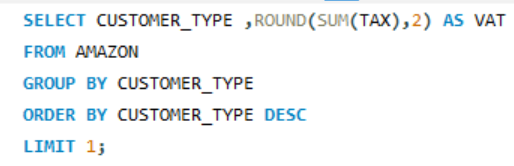 SELECT CUSTOMER_TYPE ,ROUND(SUM(TAX),2) AS VAT
FROM AMAZON
GROUP BY CUSTOMER_TYPE
ORDER BY CUSTOMER_TYPE DESC
LIMIT 1;